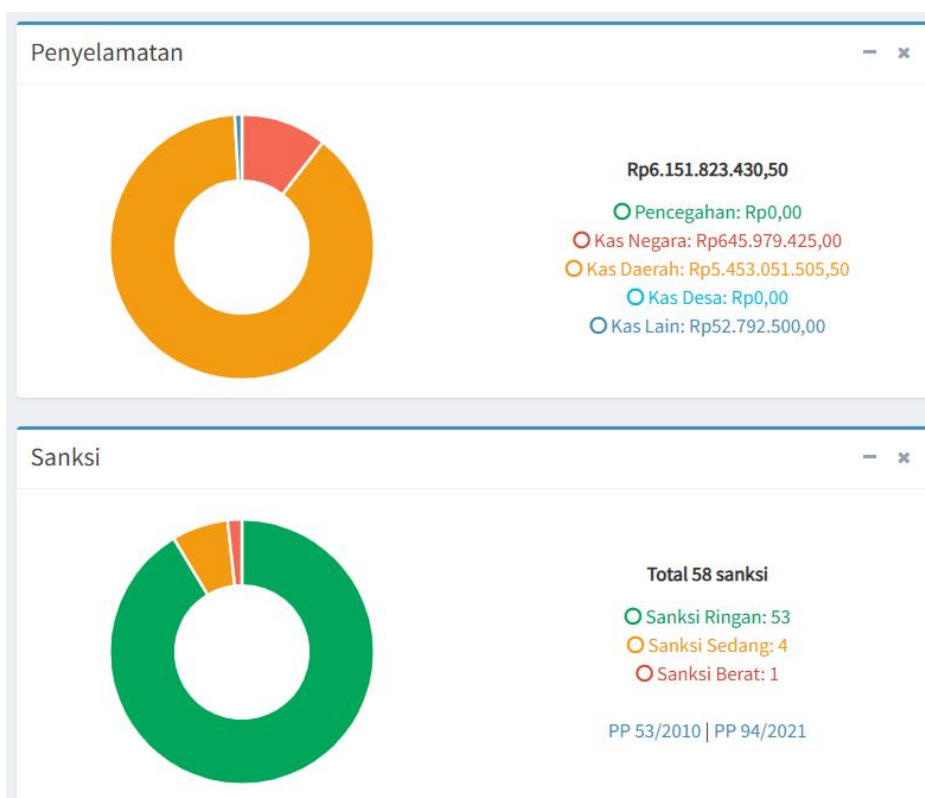 Penyelamatan
Rp6.151.823.430,50
Pencegahan: Rp0,00
Kas Negara: Rp645.979.425,00
Kas Daerah: Rp5.453.051.505,50
Kas Desa: Rp0,00
Kas Lain: Rp52.792.500,00
Sanksi
Total 58 sanksi
Sanksi Ringan: 53
Sanksi Sedang: 4
Sanksi Berat: 1
PP 53/2010 | PP 94/2021